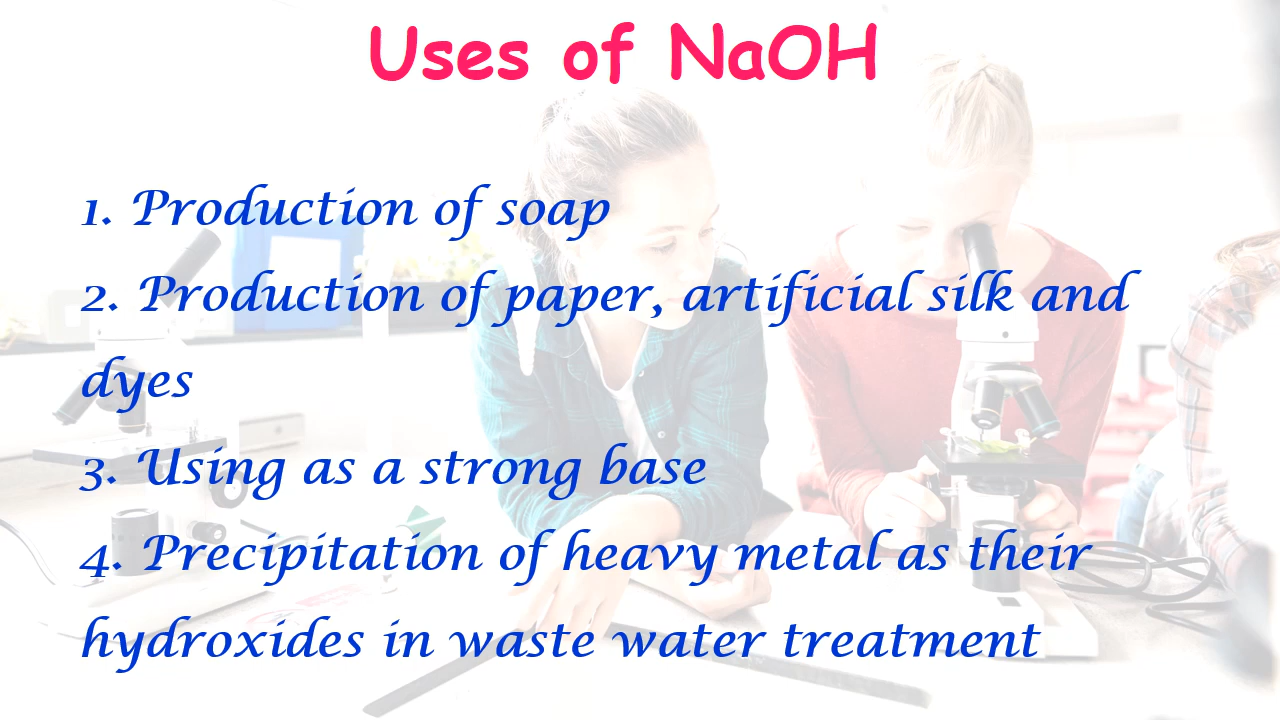 Uses of NaOH
1. Production of soap
2. Production of paper, artificial silk and
dyes
3. Using as a strong base
4. Precipitation of heavy metal as their
hydroxides in waste water treatment